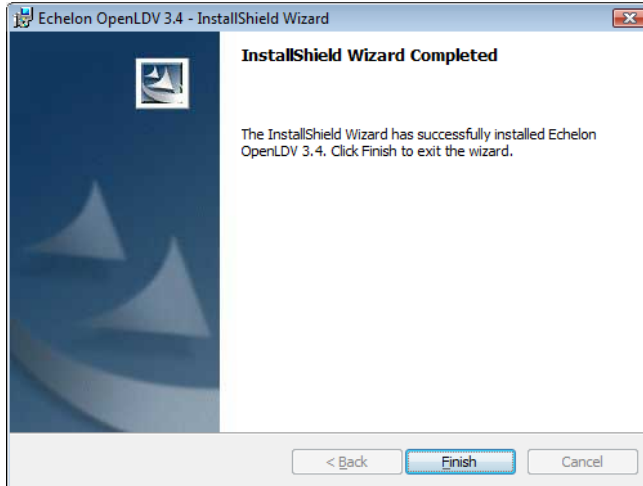 Echelon OpenLDV 3.4 - InstallShield Wizard
InstallShield Wizard Completed
The InstallShield Wizard has successfully installed Echelon
OpenLDV 3.4. Click Finish to exit the wizard.
< Back
Finish
Cancel